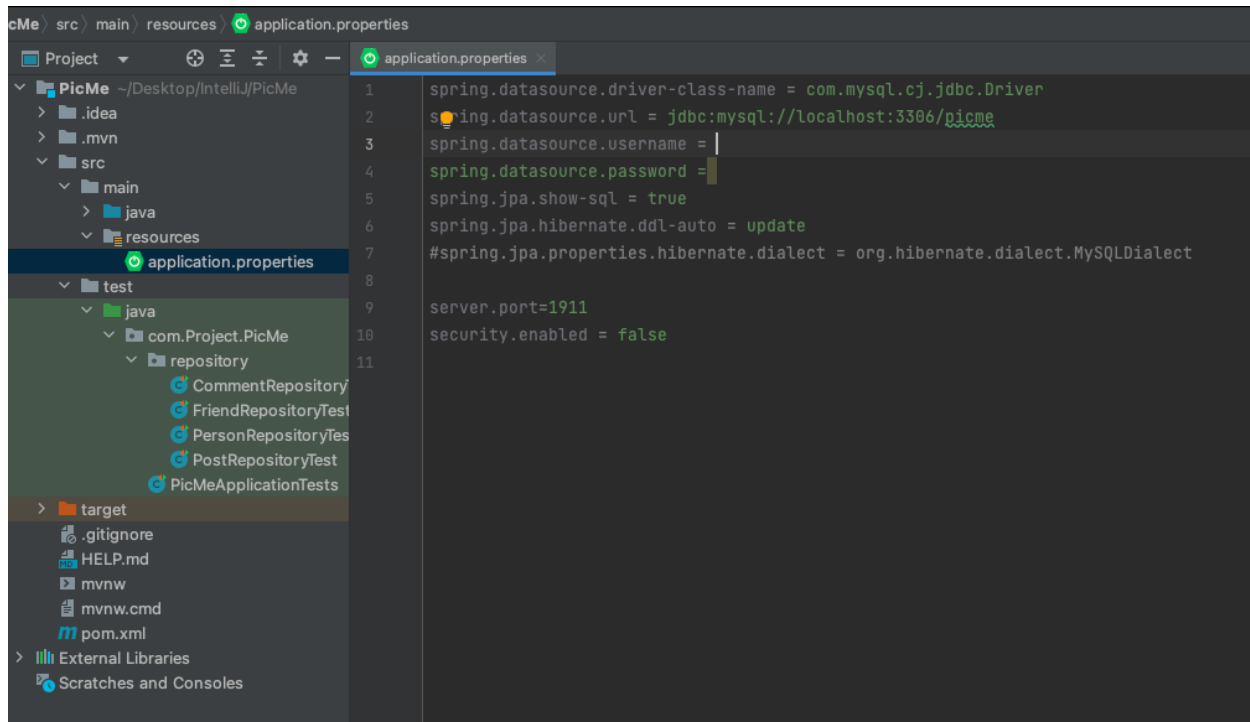 cMe src main resources application.properties
Project
application.properties
PicMe ~/Desktop/IntelliJ/PicMe
.idea
.mvn
src
main
java
resources
application.properties
test
java
com.Project.PicMe
repository
CommentRepositoryT
FriendRepositoryTest
PersonRepositoryTes
PostRepositoryTest
PicMeApplicationTests
target
.gitignore
HELP.md
mvnw
mvnw.cmd
pom.xml
External Libraries
Scratches and Consoles
1 spring.datasource.driver-class-name = com.mysql.cj.jdbc.Driver
2 spring.datasource.url = jdbc:mysql://localhost:3306/picme
3 spring.datasource.username =
4 spring.datasource.password =
5 spring.jpa.show-sql = true
6 spring.jpa.hibernate.ddl-auto = update
7 #spring.jpa.properties.hibernate.dialect = org.hibernate.dialect.MySQLDialect
8
9 server.port=1911
10 security.enabled = false
11